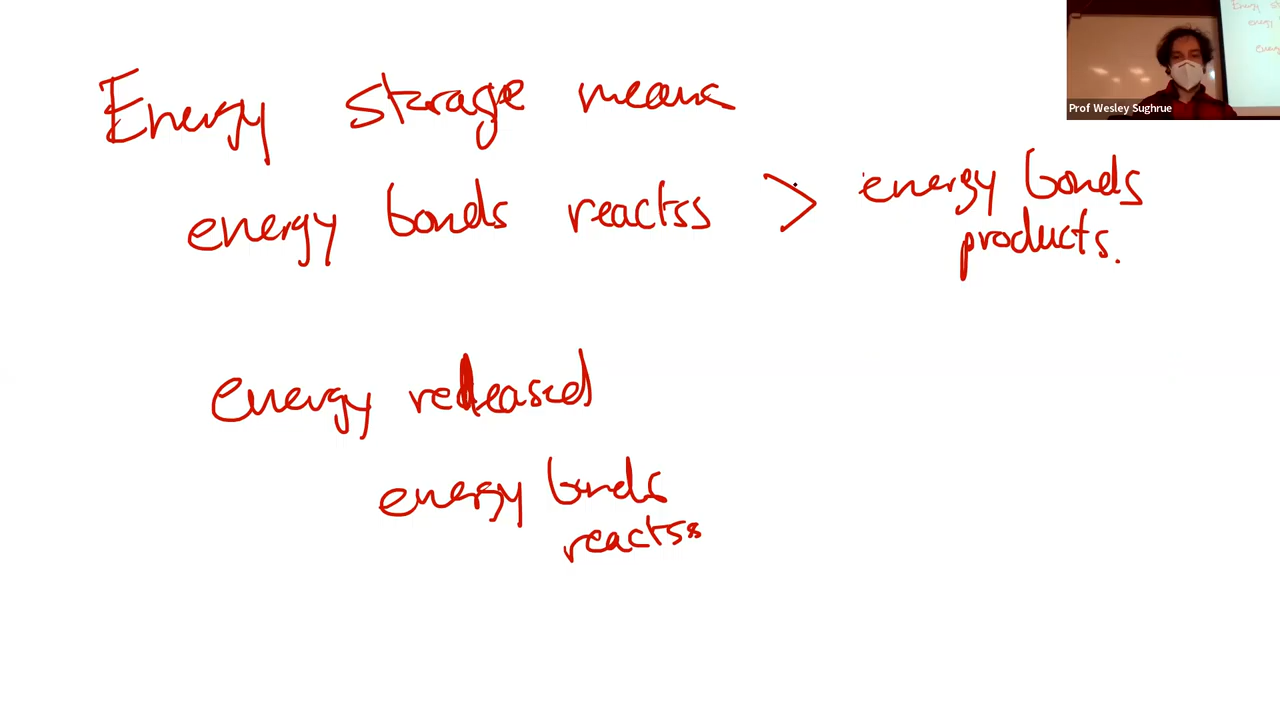 Prof Wesley Sughrue
Energy storage means
energy bonds reactss > energy bonds
products.
energy released
energy bonds
reactss